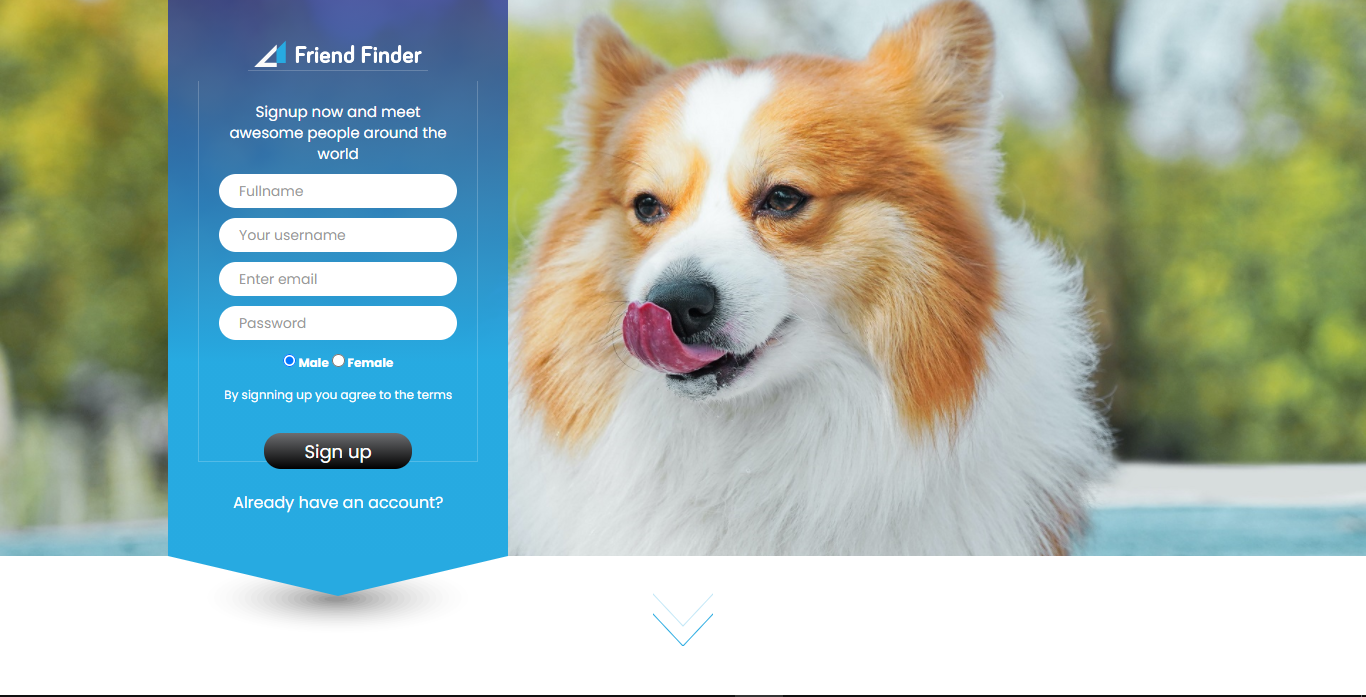 Friend Finder
Signup now and meet
awesome people around the
world
Fullname
Your username
Enter email
Password
Male Female
By signning up you agree to the terms
Sign up
Already have an account?